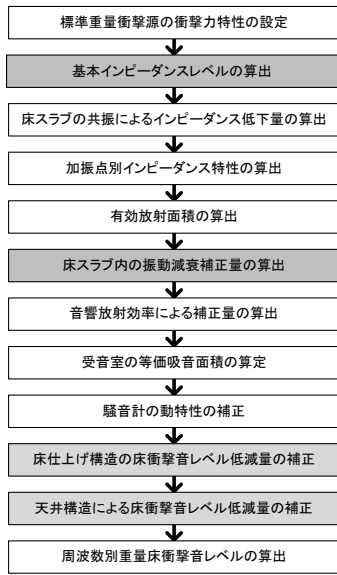 標準重量衝撃源の衝撃力特性の設定
基本インピーダンスレベルの算出
床スラブの共振によるインピーダンス低下量の算出
加振点別インピーダンス特性の算出
有効放射面積の算出
床スラブ内の振動減衰補正量の算出
音響放射効率による補正量の算出
受音室の等価吸音面積の算定
騒音計の動特性の補正
床仕上げ構造の床衝撃音レベル低減量の補正
天井構造による床衝撃音レベル低減量の補正
周波数別重量床衝撃音レベルの算出